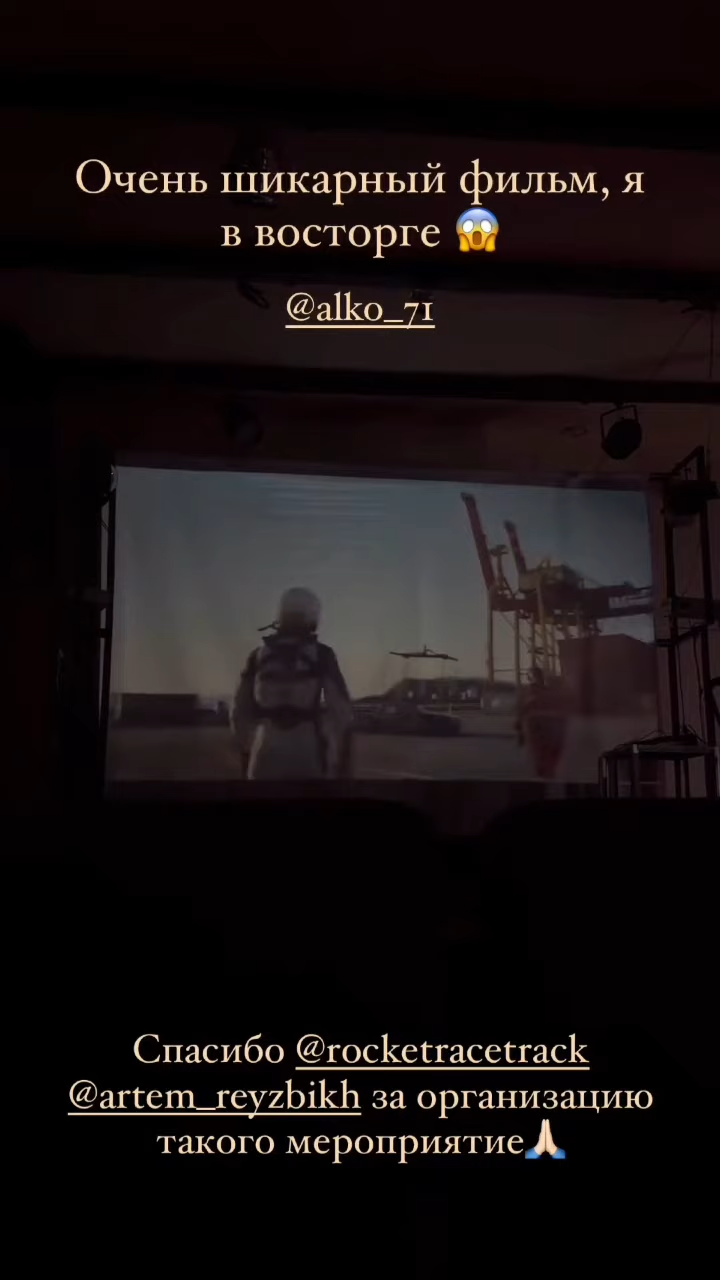 Очень шикарный фильм, я
в восторге 😱
@alko_71
Спасибо @rocketracetrack
@artem_reyzbikh за организацию
такого мероприятие🙏🏻